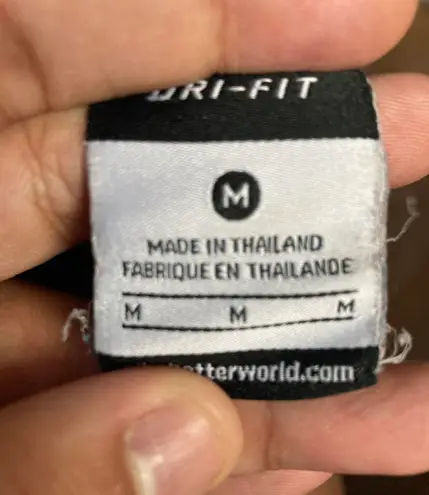 DRI-FIT
M
MADE IN THAILAND
FABRIQUE EN THAILANDE
M M M